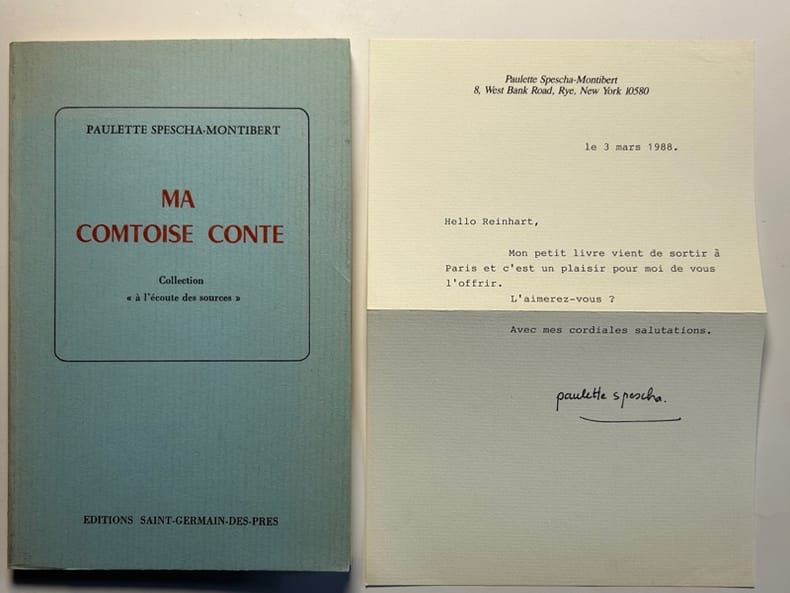 PAULETTE SPESCHA-MONTIBERT
MA
COMTOISE CONTE
Collection
« à l'écoute des sources »
EDITIONS SAINT-GERMAIN-DES-PRES
Paulette Spescha-Montibert
8, West Bank Road, Rye, New York 10580
le 3 mars 1988.
Hello Reinhart,
Mon petit livre vient de sortir à
Paris et c'est un plaisir pour moi de vous
l'offrir.
L'aimerez-vous ?
Avec mes cordiales salutations.
paulette spescha.